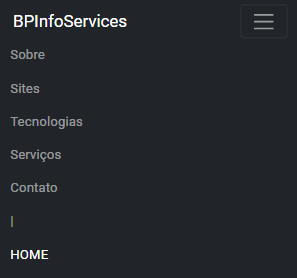 BPInfoServices
Sobre
Sites
Tecnologias
Serviços
Contato
|
HOME